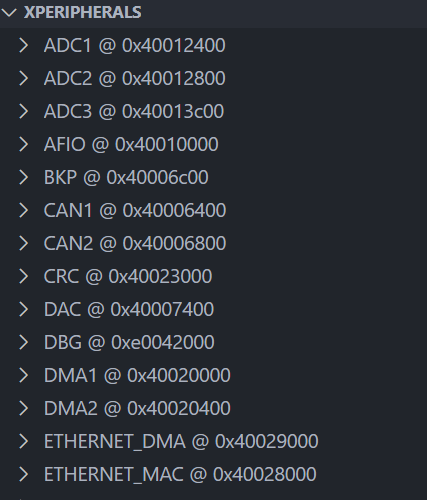 XPERIPHERALS
ADC1 @ 0x40012400
ADC2 @ 0x40012800
ADC3 @ 0x40013c00
AFIO @ 0x40010000
BKP @ 0x40006c00
CAN1 @ 0x40006400
CAN2 @ 0x40006800
CRC @ 0x40023000
DAC @ 0x40007400
DBG @ 0xe0042000
DMA1 @ 0x40020000
DMA2 @ 0x40020400
ETHERNET_DMA @ 0x40029000
ETHERNET_MAC @ 0x40028000